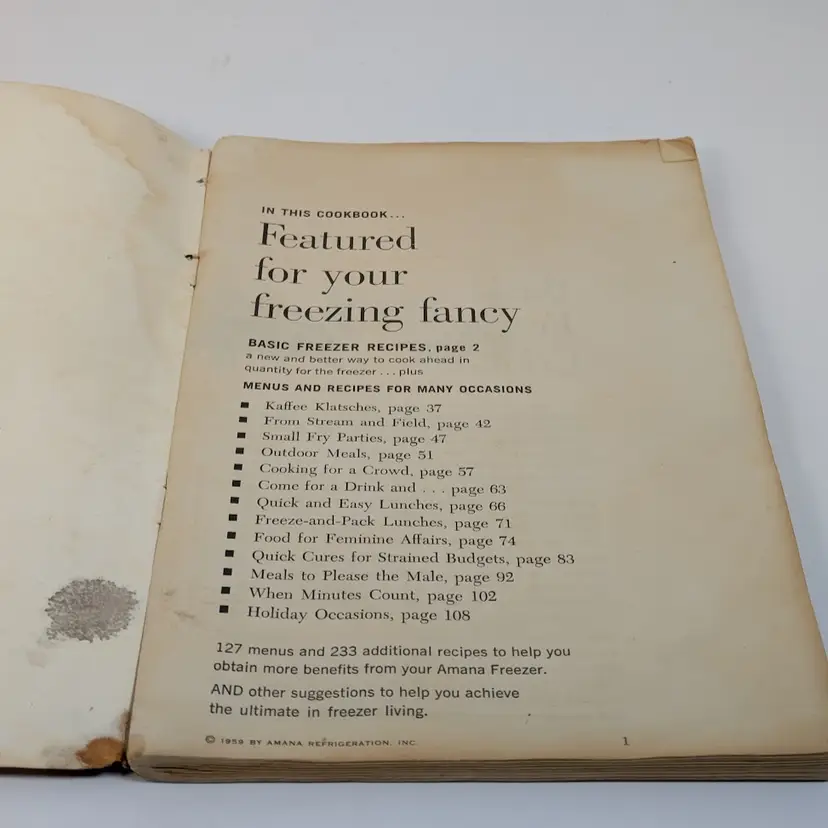 IN THIS COOKBOOK...
Featured
for your
freezing fancy
BASIC FREEZER RECIPES, page 2
a new and better way to cook ahead in
quantity for the freezer . . . plus
MENUS AND RECIPES FOR MANY OCCASIONS
■ Kaffee Klatsches, page 37
■ From Stream and Field, page 42
■ Small Fry Parties, page 47
■ Outdoor Meals, page 51
■ Cooking for a Crowd, page 57
■ Come for a Drink and . . . page 63
■ Quick and Easy Lunches, page 66
■ Freeze-and-Pack Lunches, page 71
■ Food for Feminine Affairs, page 74
■ Quick Cures for Strained Budgets, page 83
■ Meals to Please the Male, page 92
■ When Minutes Count, page 102
■ Holiday Occasions, page 108
127 menus and 233 additional recipes to help you
obtain more benefits from your Amana Freezer.
AND other suggestions to help you achieve
the ultimate in freezer living.
© 1959 BY AMANA REFRIGERATION, INC.
1